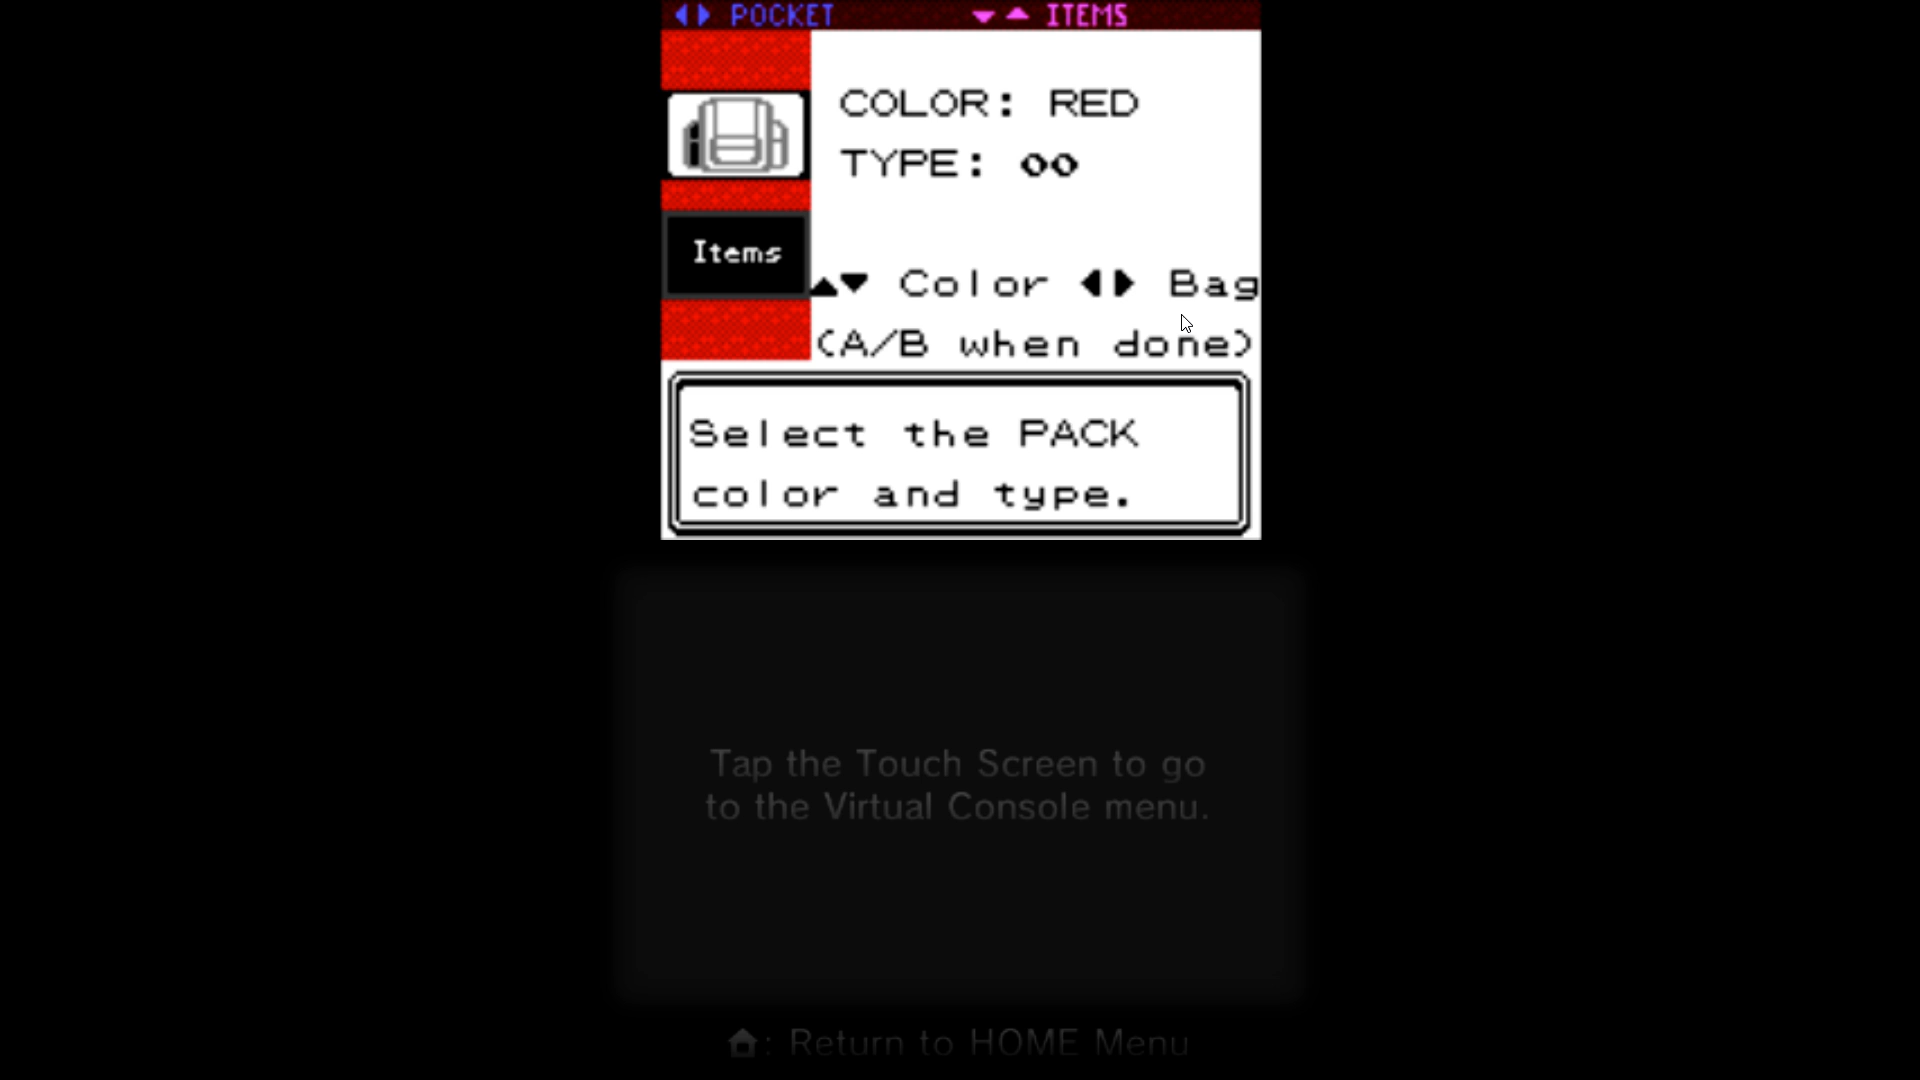 ◀▶ POCKET ▼▲ ITEMS
COLOR: RED
TYPE: 00
Items
▲▼ Color ◀▶ Bag
(A/B when done)
Select the PACK
color and type.
Tap the Touch Screen to go
to the Virtual Console menu.
: Return to HOME Menu